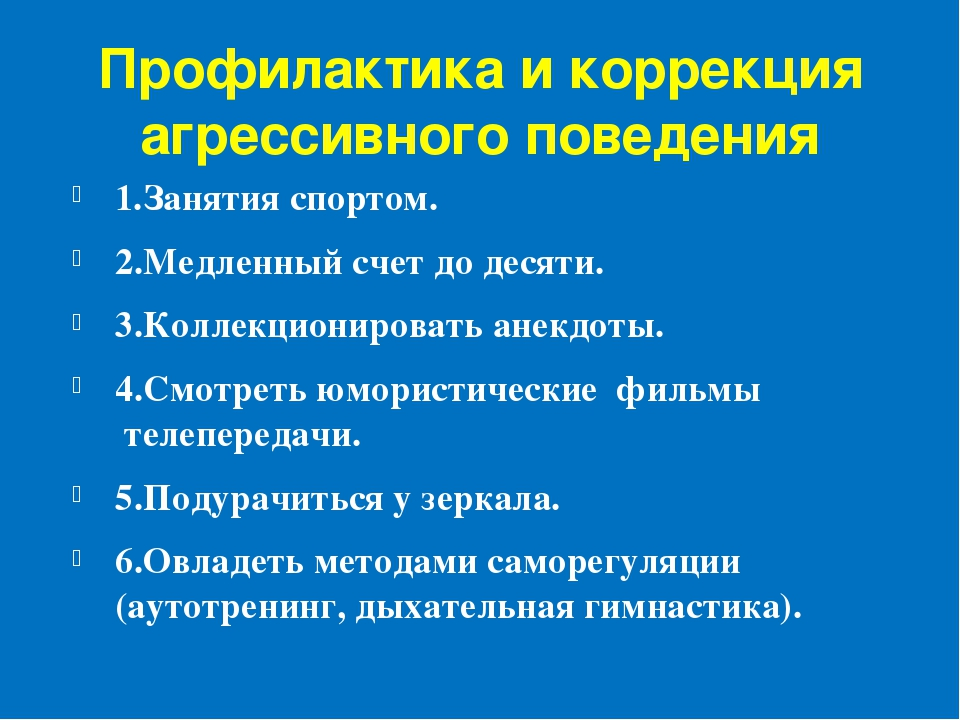 Профилактика и коррекция
агрессивного поведения
1.Занятия спортом.
2.Медленный счет до десяти.
3.Коллекционировать анекдоты.
4.Смотреть юмористические  фильмы
телепередачи.
5.Подурачиться у зеркала.
6.Овладеть методами саморегуляции
(аутотренинг, дыхательная гимнастика).